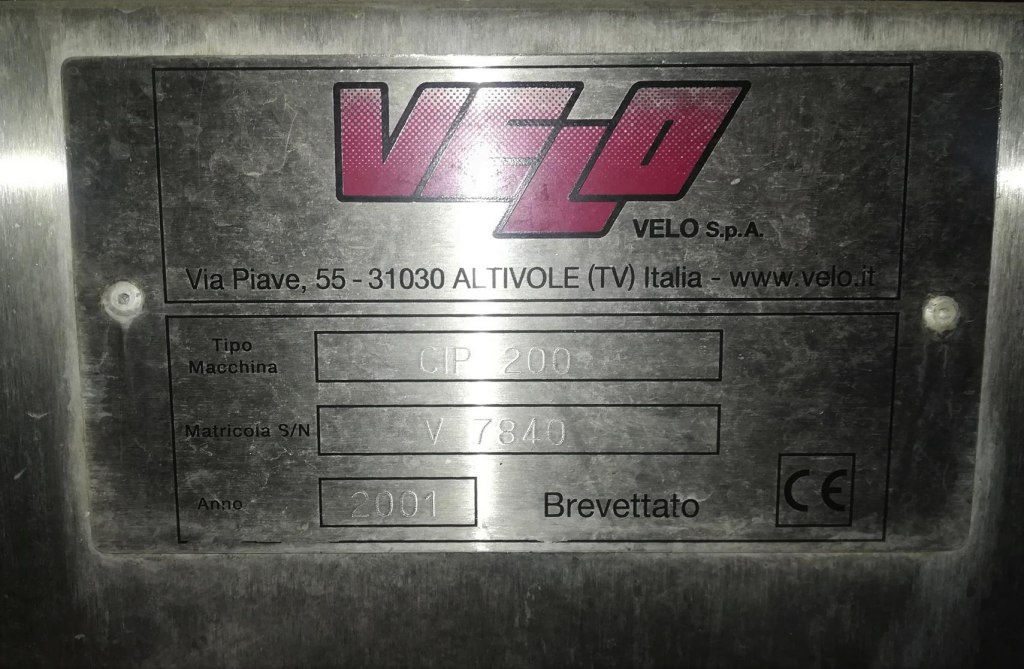 VELO
VELO S.p.A.
Via Piave, 55 - 31030 ALTIVOLE (TV) Italia - www.velo.it
Tipo
Macchina
CIP 200
Matricola S/N
V 7840
Anno
2001
Brevettato
CE